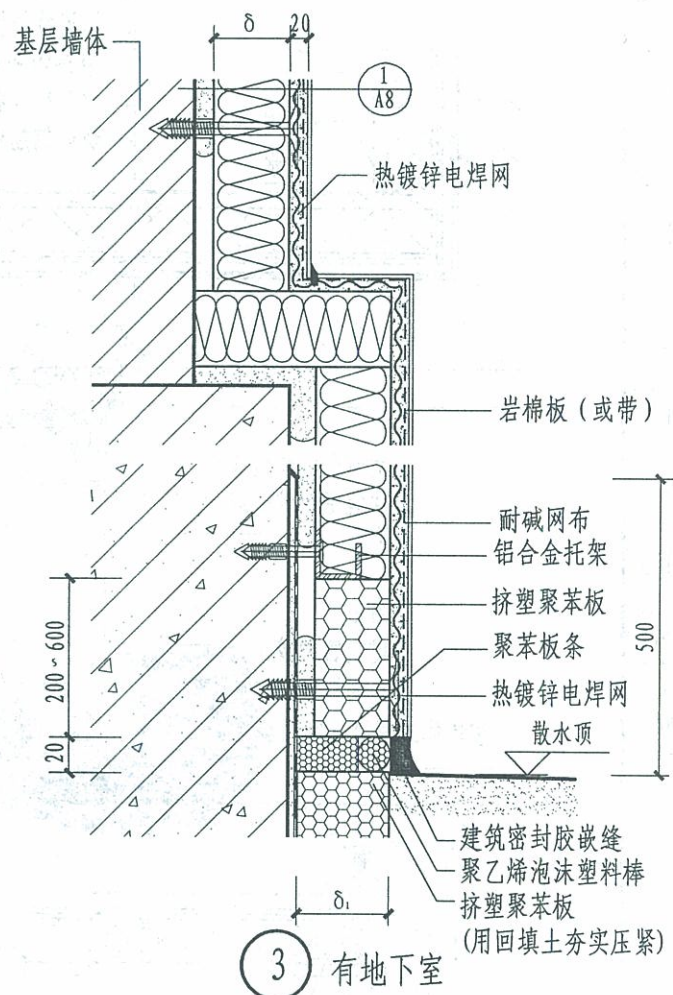 δ
20
基层墙体
1
A8
热镀锌电焊网
岩棉板（或带）
耐碱网布
铝合金托架
挤塑聚苯板
聚苯板条
热镀锌电焊网
散水顶
500
200~600
20
建筑密封胶嵌缝
聚乙烯泡沫塑料棒
挤塑聚苯板
(用回填土夯实压紧)
δ₁
3 有地下室